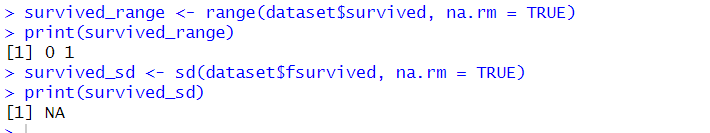 > survived_range <- range(dataset$survived, na.rm = TRUE)
> print(survived_range)
[1] 0 1
> survived_sd <- sd(dataset$fsurvived, na.rm = TRUE)
> print(survived_sd)
[1] NA
>